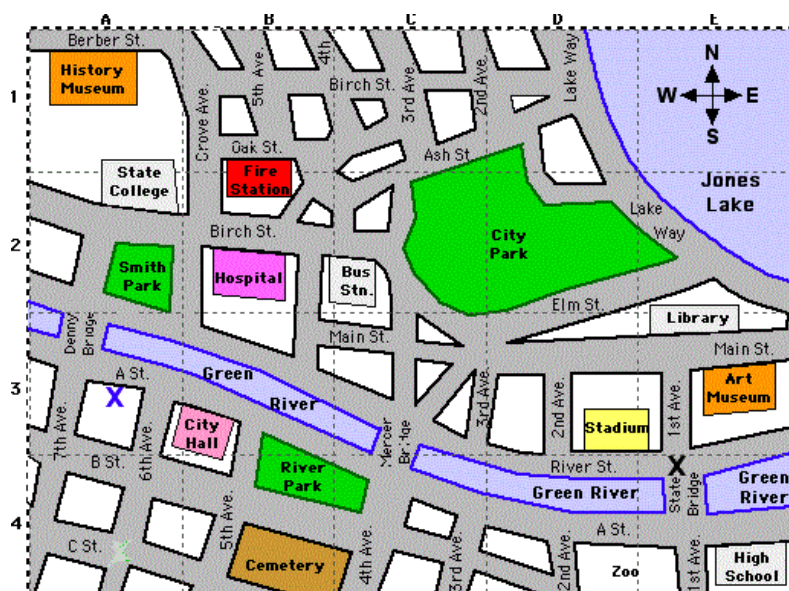 A B C D E
Berber St.
4th
History
Museum
1
Crove Ave.
5th Ave.
Birch St.
3rd Ave.
2nd Ave.
Lake Way
N
W E
S
Oak St.
Ash St.
State
College
Fire
Station
Jones
Lake
Lake
Way
2
Birch St.
City
Park
Smith
Park
Hospital
Bus
Stn.
Elm St.
Library
Denny
Bridge
Main St.
Main St.
3
A St.
X
Green
River
7th Ave.
6th Ave.
City
Hall
Mercer
Bridge
3rd Ave.
2nd Ave.
Stadium
1st Ave.
Art
Museum
B St.
River
Park
River St.
X
Green River
State
Bridge
Green
River
4
C St.
5th Ave.
Cemetery
4th Ave.
3rd Ave.
A St.
2nd Ave.
Zoo
1st Ave.
High
School